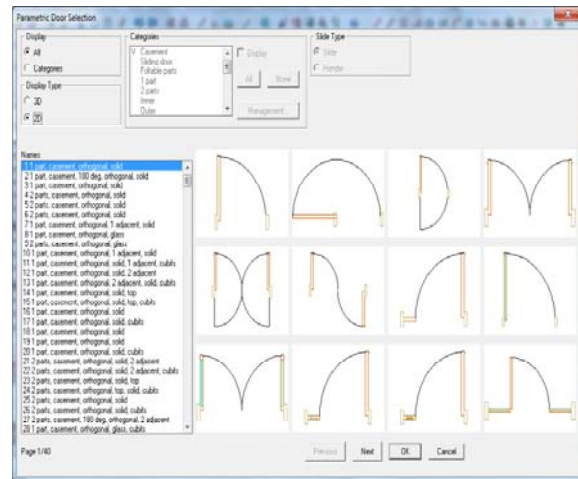 Parametric Door Selection
Display
All
Categories
Display Type
3D
2D
Categories
V Casement
Sliding door
Foliable parts
1 part
2 parts
Inner
Outer
Display
All
None
Management...
Slide Type
Slide
Names
1 1 part, casement, orthogonal, solid
2 1 part, casement, 180 deg, orthogonal, solid
3 1 part, casement, orthogonal, solid
4 2 parts, casement, orthogonal, solid
5 2 parts, casement, orthogonal, solid
6 2 parts, casement, orthogonal, solid
7 1 part, casement, orthogonal, 1 adjacent, solid
8 1 part, casement, orthogonal, glass
9 2 parts, casement, orthogonal, glass
10 1 part, casement, orthogonal, 1 adjacent, solid
11 1 part, casement, orthogonal, solid, 1 adjacent, cubits
12 1 part, casement, orthogonal, solid, 2 adjacent
13 1 part, casement, orthogonal, 2 adjacent, solid, cubits
14 1 part, casement, orthogonal, solid, top
15 1 part, casement, orthogonal, solid, top, cubits
16 1 part, casement, orthogonal, solid
17 1 part, casement, orthogonal, solid, cubits
18 1 part, casement, orthogonal, solid
19 1 part, casement, orthogonal, solid
20 1 part, casement, orthogonal, solid, cubits
21 2 parts, casement, orthogonal, solid, 2 adjacent
22 2 parts, casement, orthogonal, solid, 2 adjacent, cubits
23 2 parts, casement, orthogonal, solid, top
24 2 parts, casement, orthogonal, top, solid, cubits
25 2 parts, casement, orthogonal, solid
26 2 parts, casement, orthogonal, solid, cubits
27 2 parts, casement, 180 deg, orthogonal, 2 adjacent
28 1 part, casement, orthogonal, glass, cubits
Page 1/40
Previous
Next
OK
Cancel